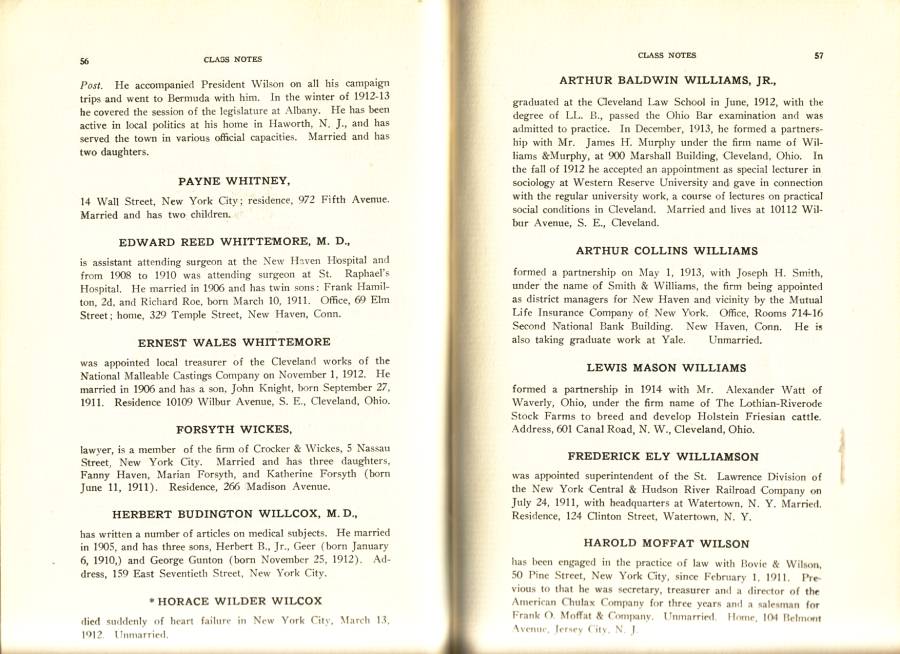 56
CLASS NOTES
Post. He accompanied President Wilson on all his campaign
trips and went to Bermuda with him. In the winter of 1912-13
he covered the session of the legislature at Albany. He has been
active in local politics at his home in Haworth, N. J., and has
served the town in various official capacities. Married and has
two daughters.
PAYNE WHITNEY,
14 Wall Street, New York City; residence, 972 Fifth Avenue.
Married and has two children.
EDWARD REED WHITTEMORE, M. D.,
is assistant attending surgeon at the New Haven Hospital and
from 1908 to 1910 was attending surgeon at St. Raphael's
Hospital. He married in 1906 and has twin sons: Frank Hamil-
ton, 2d, and Richard Roe, born March 10, 1911. Office, 69 Elm
Street; home, 329 Temple Street, New Haven, Conn.
ERNEST WALES WHITTEMORE
was appointed local treasurer of the Cleveland works of the
National Malleable Castings Company on November 1, 1912. He
married in 1906 and has a son, John Knight, born September 27,
1911. Residence 10109 Wilbur Avenue, S. E., Cleveland, Ohio.
FORSYTH WICKES,
lawyer, is a member of the firm of Crocker & Wickes, 5 Nassau
Street, New York City. Married and has three daughters,
Fanny Haven, Marian Forsyth, and Katherine Forsyth (born
June 11, 1911). Residence, 266 Madison Avenue.
HERBERT BUDINGTON WILLCOX, M. D.,
has written a number of articles on medical subjects. He married
in 1905, and has three sons, Herbert B., Jr., Geer (born January
6, 1910,) and George Gunton (born November 25, 1912). Ad-
dress, 159 East Seventieth Street, New York City.
* HORACE WILDER WILCOX
died suddenly of heart failure in New York City, March 13,
1912. Unmarried.
CLASS NOTES
57
ARTHUR BALDWIN WILLIAMS, JR.,
graduated at the Cleveland Law School in June, 1912, with the
degree of LL. B., passed the Ohio Bar examination and was
admitted to practice. In December, 1913, he formed a partners-
hip with Mr. James H. Murphy under the firm name of Wil-
liams &Murphy, at 900 Marshall Building, Cleveland, Ohio. In
the fall of 1912 he accepted an appointment as special lecturer in
sociology at Western Reserve University and gave in connection
with the regular university work, a course of lectures on practical
social conditions in Cleveland. Married and lives at 10112 Wil-
bur Avenue, S. E., Cleveland.
ARTHUR COLLINS WILLIAMS
formed a partnership on May 1, 1913, with Joseph H. Smith,
under the name of Smith & Williams, the firm being appointed
as district managers for New Haven and vicinity by the Mutual
Life Insurance Company of New York. Office, Rooms 714-16
Second National Bank Building. New Haven, Conn. He is
also taking graduate work at Yale. Unmarried.
LEWIS MASON WILLIAMS
formed a partnership in 1914 with Mr. Alexander Watt of
Waverly, Ohio, under the firm name of The Lothian-Riverode
Stock Farms to breed and develop Holstein Friesian cattle.
Address, 601 Canal Road, N. W., Cleveland, Ohio.
FREDERICK ELY WILLIAMSON
was appointed superintendent of the St. Lawrence Division of
the New York Central & Hudson River Railroad Company on
July 24, 1911, with headquarters at Watertown, N. Y. Married.
Residence, 124 Clinton Street, Watertown, N. Y.
HAROLD MOFFAT WILSON
has been engaged in the practice of law with Bovie & Wilson,
50 Pine Street, New York City, since February 1, 1911. Pre-
vious to that he was secretary, treasurer and a director of the
American Chulax Company for three years and a salesman for
Frank O. Moffat & Company. Unmarried. Home, 104 Belmont
Avenue, Jersey City, N. J.